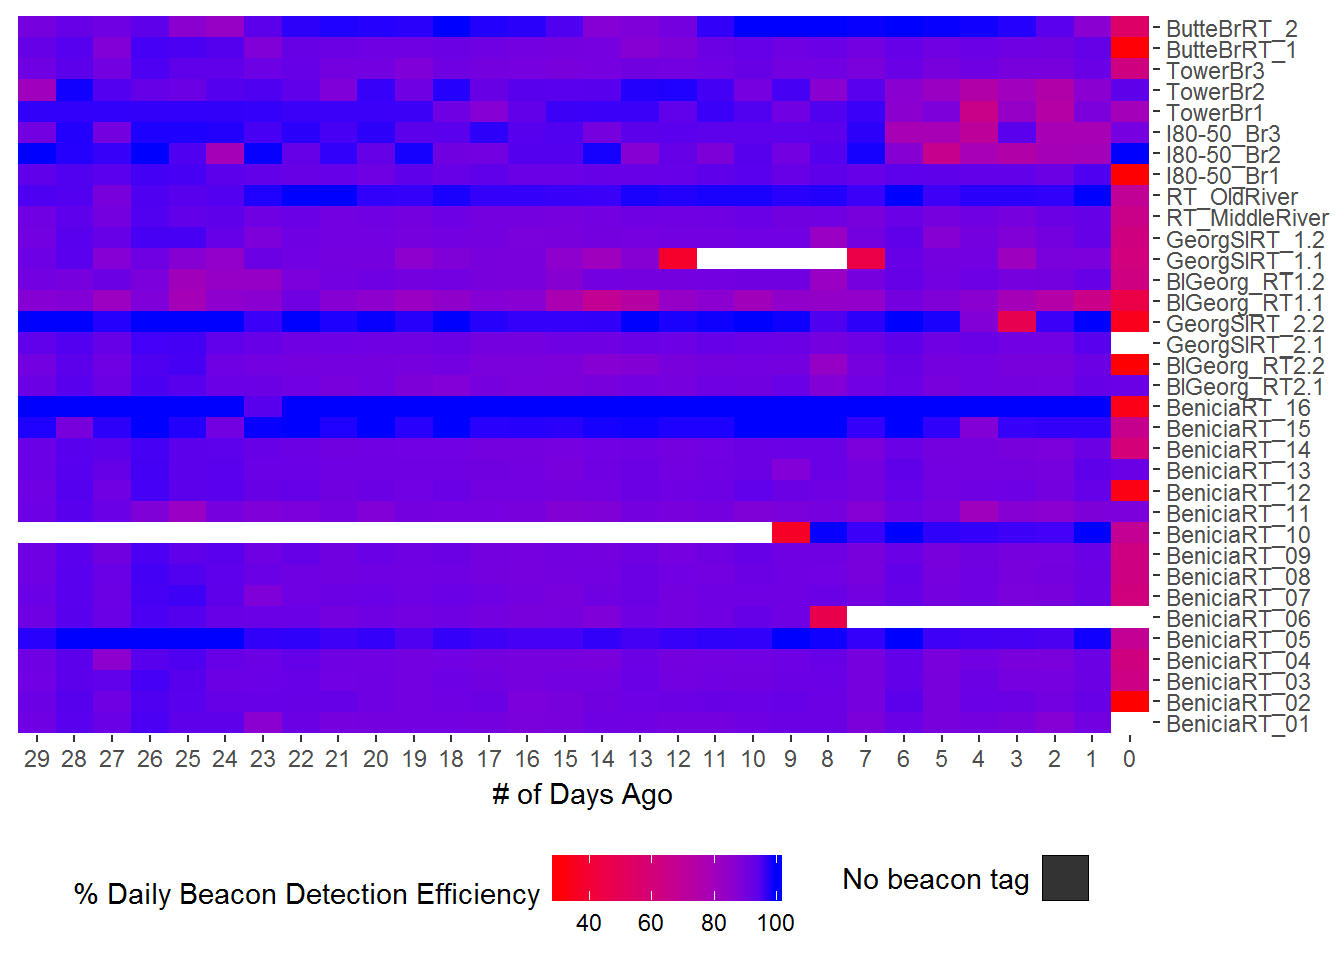 ButteBrRT_2
ButteBrRT_1
TowerBr3
TowerBr2
TowerBr1
I80-50_Br3
I80-50_Br2
I80-50_Br1
RT_OldRiver
RT_MiddleRiver
GeorgSlRT_1.2
GeorgSlRT_1.1
BlGeorg_RT1.2
BlGeorg_RT1.1
GeorgSlRT_2.2
GeorgSlRT_2.1
BlGeorg_RT2.2
BlGeorg_RT2.1
BeniciaRT_16
BeniciaRT_15
BeniciaRT_14
BeniciaRT_13
BeniciaRT_12
BeniciaRT_11
BeniciaRT_10
BeniciaRT_09
BeniciaRT_08
BeniciaRT_07
BeniciaRT_06
BeniciaRT_05
BeniciaRT_04
BeniciaRT_03
BeniciaRT_02
BeniciaRT_01
29 28 27 26 25 24 23 22 21 20 19 18 17 16 15 14 13 12 11 10 9 8 7 6 5 4 3 2 1 0
# of Days Ago
% Daily Beacon Detection Efficiency
40 60 80 100
No beacon tag